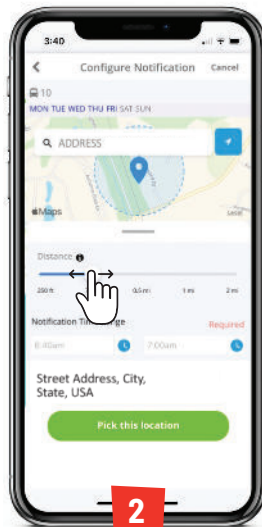 3:40
Configure Notification Cancel
10
MON TUE WED THU FRI SAT SUN
ADDRESS
Maps
Legal
Distance
250 ft 0.5 mi 1 mi 2 mi
Notification Time Range Required
6:40am 7:00am
Street Address, City,
State, USA
Pick this location
2